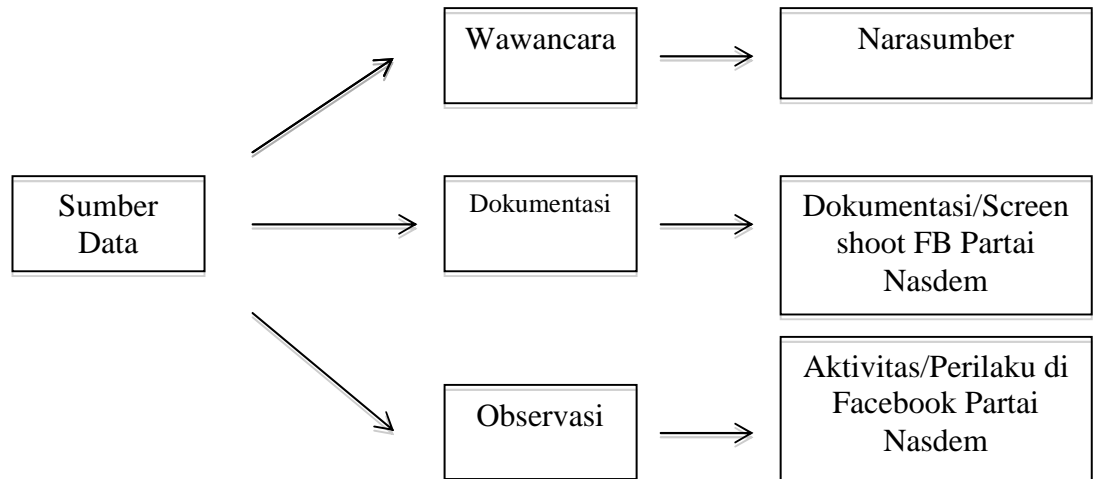 Wawancara
Narasumber
Sumber
Data
Dokumentasi
Dokumentasi/Screen
shoot FB Partai
Nasdem
Observasi
Aktivitas/Perilaku di
Facebook Partai
Nasdem